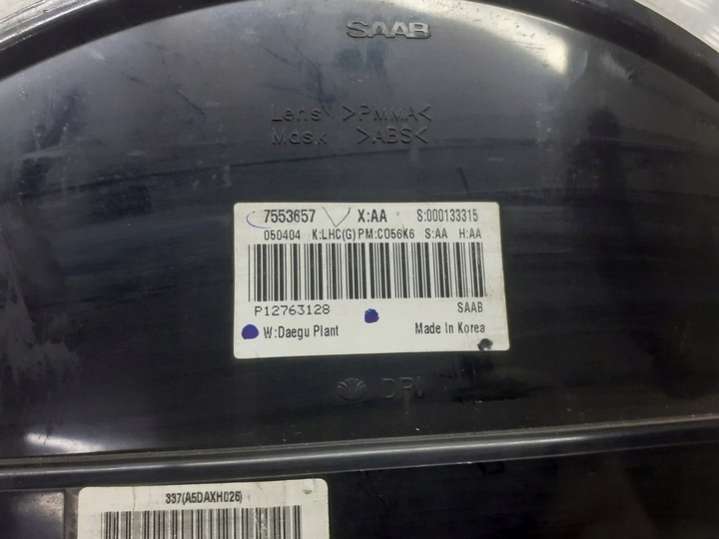 SAAB
Lens >PMMA<
Mask >ABS<
7553657 X:AA S:000133315
050404 K:LHC(G) PM:C056K6 S:AA H:AA
P12763128 SAAB
W:Daegu Plant Made In Korea
337(A5DAXH026)